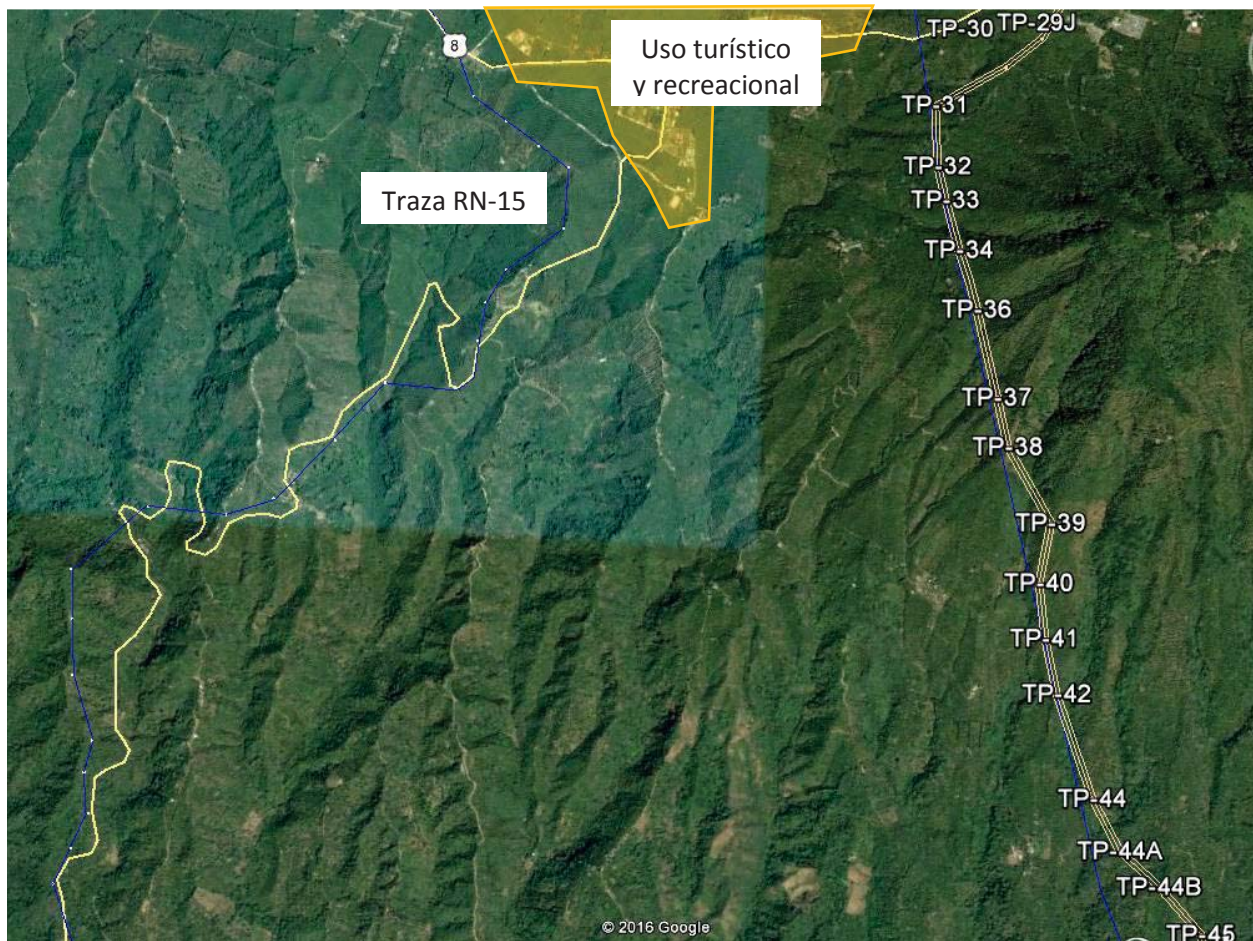 8
Uso turístico
y recreacional
TP-30
TP-29J
TP-31
Traza RN-15
TP-32
TP-33
TP-34
TP-36
TP-37
TP-38
TP-39
TP-40
TP-41
TP-42
TP-44
TP-44A
TP-44B
TP-45
© 2016 Google